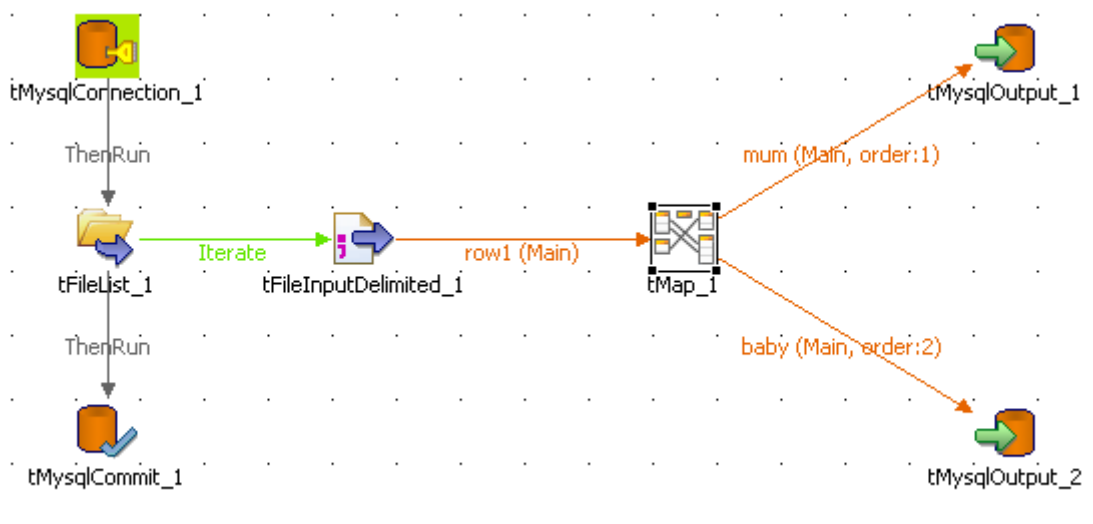 tMysqlConnection_1
tMysqlOutput_1
ThenRun
mum (Main, order:1)
Iterate
row1 (Main)
tFileList_1
tFileInputDelimited_1
tMap_1
ThenRun
baby (Main, order:2)
tMysqlCommit_1
tMysqlOutput_2